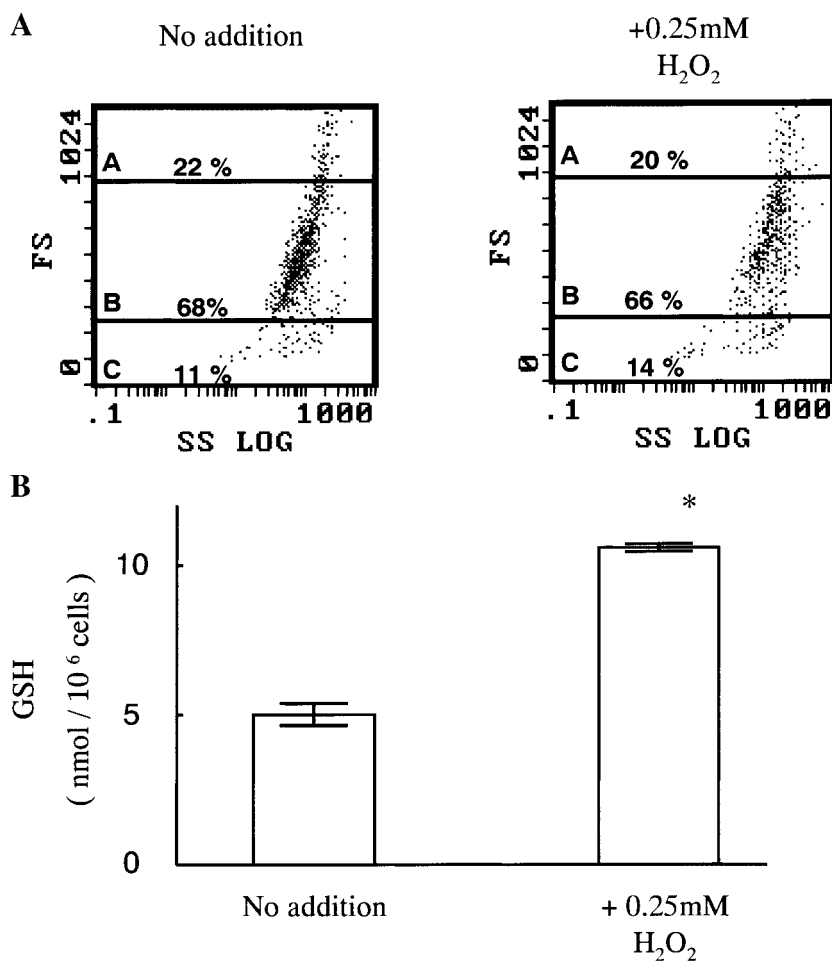 A
No addition
+0.25mM
H₂O₂
1024
A
22 %
FS
B
68%
0
C
11 %
.1
1000
SS LOG
1024
A
20 %
FS
B
66 %
0
C
14 %
.1
1000
SS LOG
B
*
10
5
0
GSH
( nmol / 10 ⁶ cells )
No addition
+ 0.25mM
H₂O₂